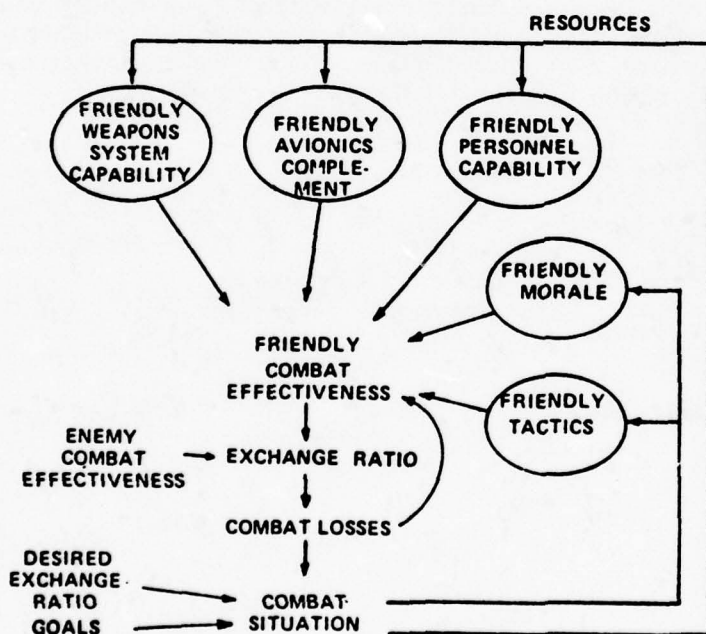 RESOURCES
FRIENDLY
WEAPONS
SYSTEM
CAPABILITY
FRIENDLY
AVIONICS
COMPLE-
MENT
FRIENDLY
PERSONNEL
CAPABILITY
FRIENDLY
MORALE
FRIENDLY
COMBAT
EFFECTIVENESS
FRIENDLY
TACTICS
ENEMY
COMBAT
EFFECTIVENESS
EXCHANGE RATIO
COMBAT LOSSES
DESIRED
EXCHANGE
RATIO
GOALS
COMBAT
SITUATION